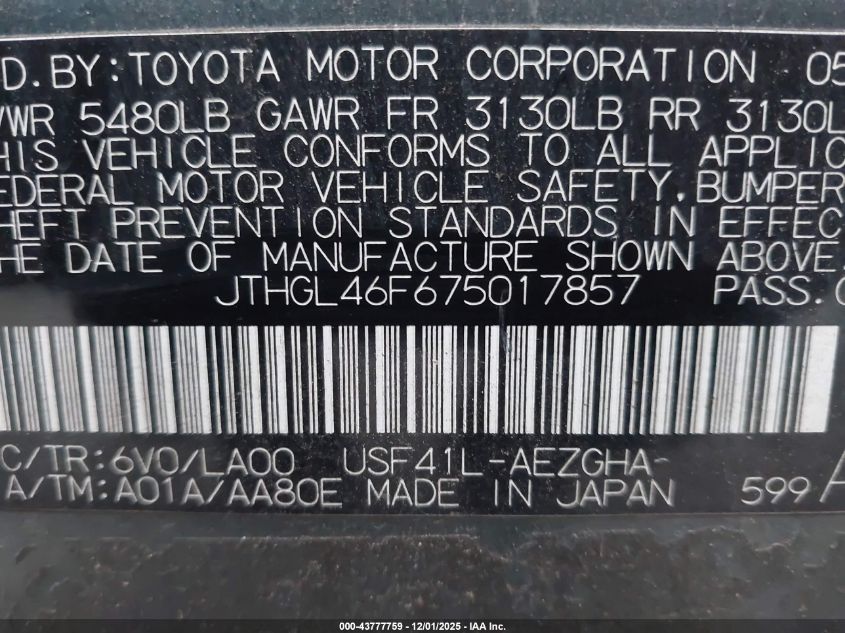 D.BY:TOYOTA MOTOR CORPORATION 05
VWR 5480LB GAWR FR 3130LB RR 3130L
HIS VEHICLE CONFORMS TO ALL APPLIC
EDERAL MOTOR VEHICLE SAFETY,BUMPER
HEFT PREVENTION STANDARDS IN EFFEC
HE DATE OF MANUFACTURE SHOWN ABOVE.
JTHGL46F675017857 PASS.C
C/TR:6V0/LA00 USF41L-AEZGHA-
A/TM:A01A/AA80E MADE IN JAPAN 599 A
000-43777759 - 12/01/2025 - IAA Inc.